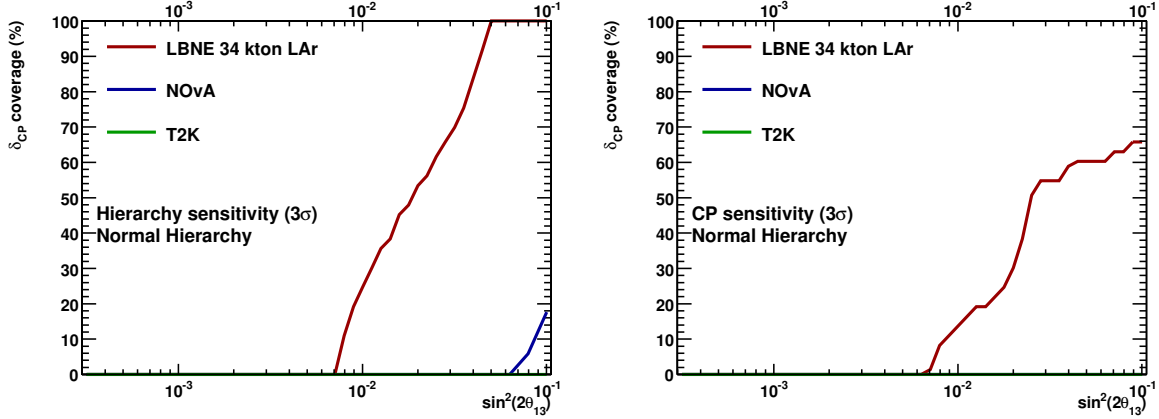 10⁻³ 10⁻² 10⁻¹
100
90
80
70
60
50
40
30
20
10
0
δCP coverage (%)
LBNE 34 kton LAr
NOvA
T2K
Hierarchy sensitivity (3σ)
Normal Hierarchy
10⁻³ 10⁻² 10⁻¹
sin²(2θ₁₃)
10⁻³ 10⁻² 10⁻¹
100
90
80
70
60
50
40
30
20
10
0
δCP coverage (%)
LBNE 34 kton LAr
NOvA
T2K
CP sensitivity (3σ)
Normal Hierarchy
10⁻³ 10⁻² 10⁻¹
sin²(2θ₁₃)